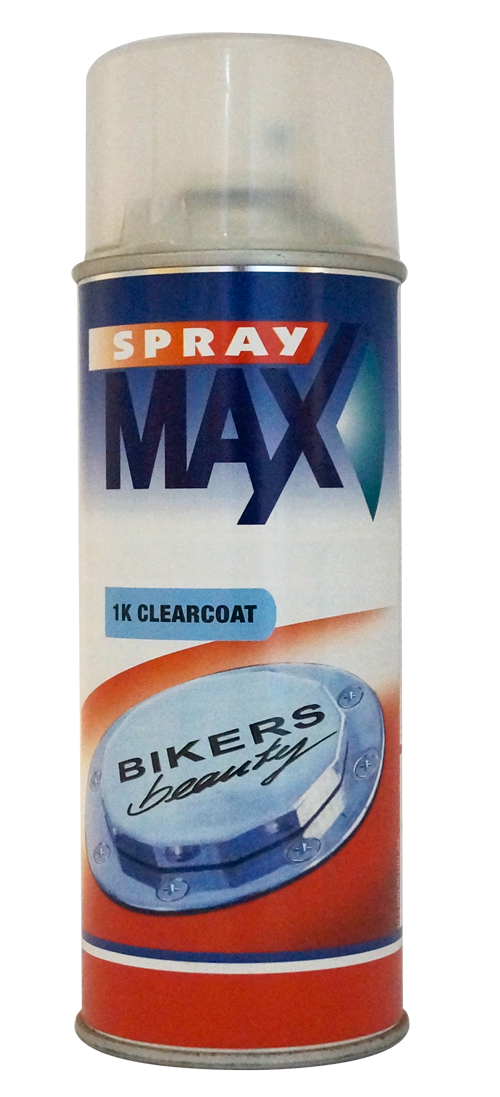 SPRAY
MAX
1K CLEARCOAT
BIKERS
beauty